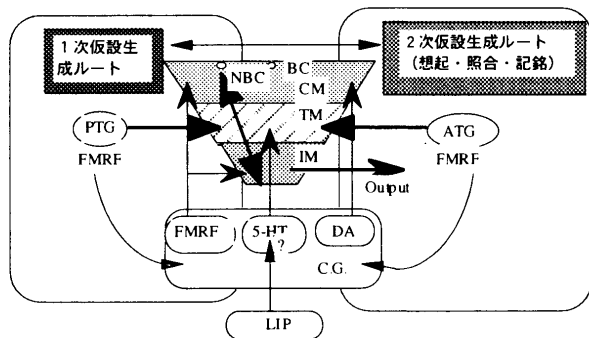 1次仮設生
成ルート
2次仮設生成ルート
(想起・照合・記銘)
BC
NBC
CM
TM
PTG
FMRF
ATG
FMRF
IM
Output
FMRF
5-HT
?
DA
C.G.
LIP